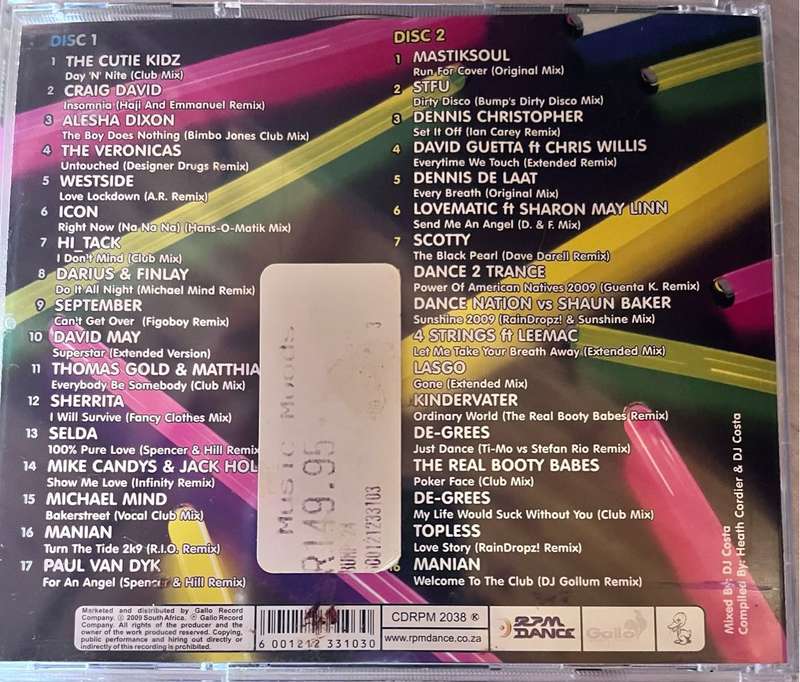 DISC 1
1 THE CUTIE KIDZ
Day 'N' Nite (Club Mix)
2 CRAIG DAVID
Insomnia (Haji And Emmanuel Remix)
3 ALESHA DIXON
The Boy Does Nothing (Bimbo Jones Club Mix)
4 THE VERONICAS
Untouched (Designer Drugs Remix)
5 WESTSIDE
Love Lockdown (A.R. Remix)
6 ICON
Right Now (Na Na Na) (Hans-O-Matik Mix)
7 HI_TACK
I Don't Mind (Club Mix)
8 DARIUS & FINLAY
Do It All Night (Michael Mind Remix)
9 SEPTEMBER
Can't Get Over (Figoboy Remix)
10 DAVID MAY
Superstar (Extended Version)
11 THOMAS GOLD & MATTHIA
Everybody Be Somebody (Club Mix)
12 SHERRITA
I Will Survive (Fancy Clothes Mix)
13 SELDA
100% Pure Love (Spencer & Hill Remix
14 MIKE CANDYS & JACK HOL
Show Me Love (Infinity Remix)
15 MICHAEL MIND
Bakerstreet (Vocal Club Mix)
16 MANIAN
Turn The Tide 2k9 (R.I.O. Remix)
17 PAUL VAN DYK
For An Angel (Spencer & Hill Remix)
DISC 2
1 MASTIKSOUL
Run For Cover (Original Mix)
2 STFU
Dirty Disco (Bump's Dirty Disco Mix)
3 DENNIS CHRISTOPHER
Set It Off (Ian Carey Remix)
4 DAVID GUETTA ft CHRIS WILLIS
Everytime We Touch (Extended Remix)
5 DENNIS DE LAAT
Every Breath (Original Mix)
6 LOVEMATIC ft SHARON MAY LINN
Send Me An Angel (D. & F. Mix)
7 SCOTTY
The Black Pearl (Dave Darell Remix)
DANCE 2 TRANCE
Power Of American Natives 2009 (Guenta K. Remix)
DANCE NATION vs SHAUN BAKER
Sunshine 2009 (RainDropz! & Sunshine Mix)
4 STRINGS ft LEEMAC
Let Me Take Your Breath Away (Extended Mix)
LASGO
Gone (Extended Mix)
KINDERVATER
Ordinary World (The Real Booty Babes Remix)
DE-GREES
Just Dance (Ti-Mo vs Stefan Rio Remix)
THE REAL BOOTY BABES
Poker Face (Club Mix)
DE-GREES
My Life Would Suck Without You (Club Mix)
TOPLESS
Love Story (RainDropz! Remix)
MANIAN
Welcome To The Club (DJ Gollum Remix)
Music Moods
3
R149.95
Mixed By: DJ Costa
Compiled By: Heath Cordier & DJ Costa
Marketed and distributed by Gallo Record
Company. © 2009 South Africa. ℗ Gallo Record
Company. All rights of the producer and the
owner of the work produced reserved. Copying,
public performance and hiring out directly or
indirectly of this recording is prohibited.
6 001212 331030
CDRPM 2038 ®
www.rpmdance.co.za
RPM
DANCE
Gallo